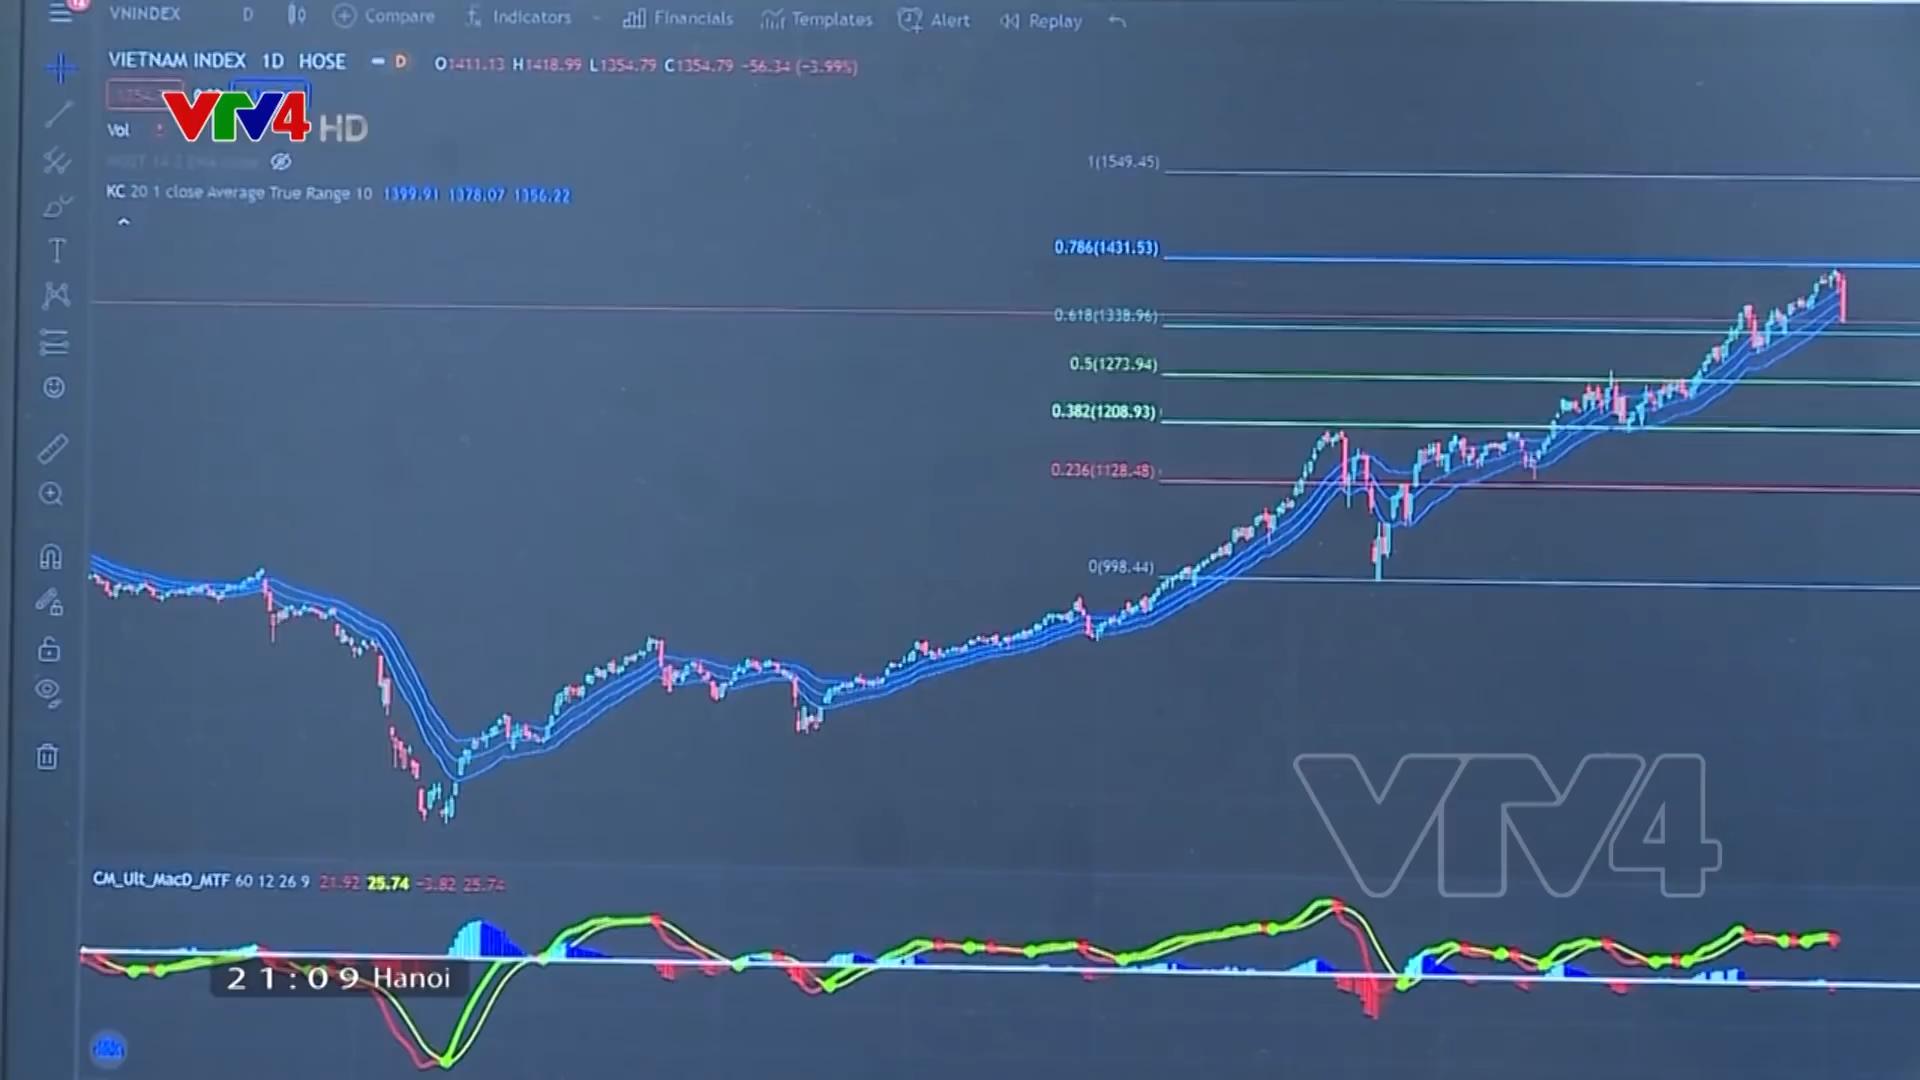 12
VNINDEX D Compare Indicators Financials Templates Alert Replay
VIETNAM INDEX 1D HOSE D O1411.13 H1418.99 L1354.79 C1354.79 -56.34 (-3.99%)
VTV4 HD
Vol
KC 20 1 close Average True Range 10 1399.91 1378.07 1356.22
1(1549.45)
0.786(1431.53)
0.618(1338.96)
0.5(1273.94)
0.382(1208.93)
0.236(1128.48)
0(998.44)
VTV4
CM_Ult_MacD_MTF 60 12 26 9 21.92 25.74 -3.82 25.74
21:09 Hanoi